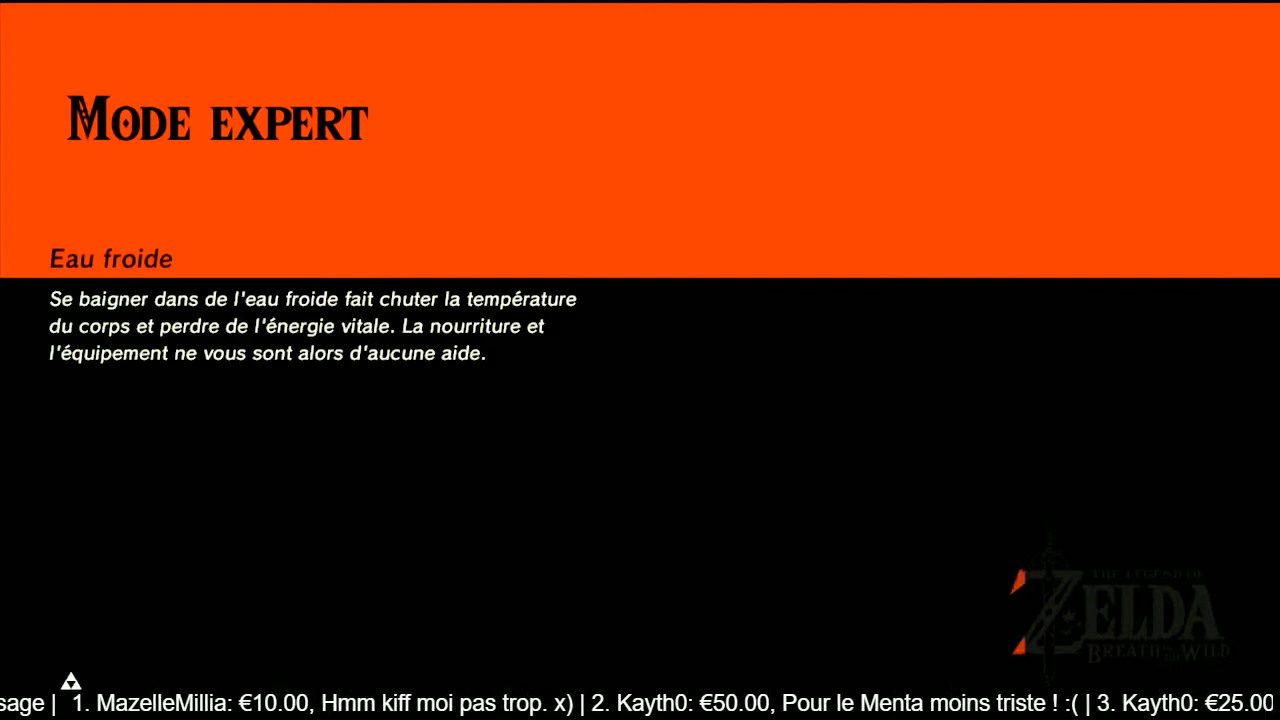 Mode expert
Eau froide
Se baigner dans de l'eau froide fait chuter la température
du corps et perdre de l'énergie vitale. La nourriture et
l'équipement ne vous sont alors d'aucune aide.
THE LEGEND OF
ZELDA
BREATH OF THE WILD
sage | 1. MazelleMillia: €10.00, Hmm kiff moi pas trop. x) | 2. Kayth0: €50.00, Pour le Menta moins triste ! :( | 3. Kayth0: €25.00